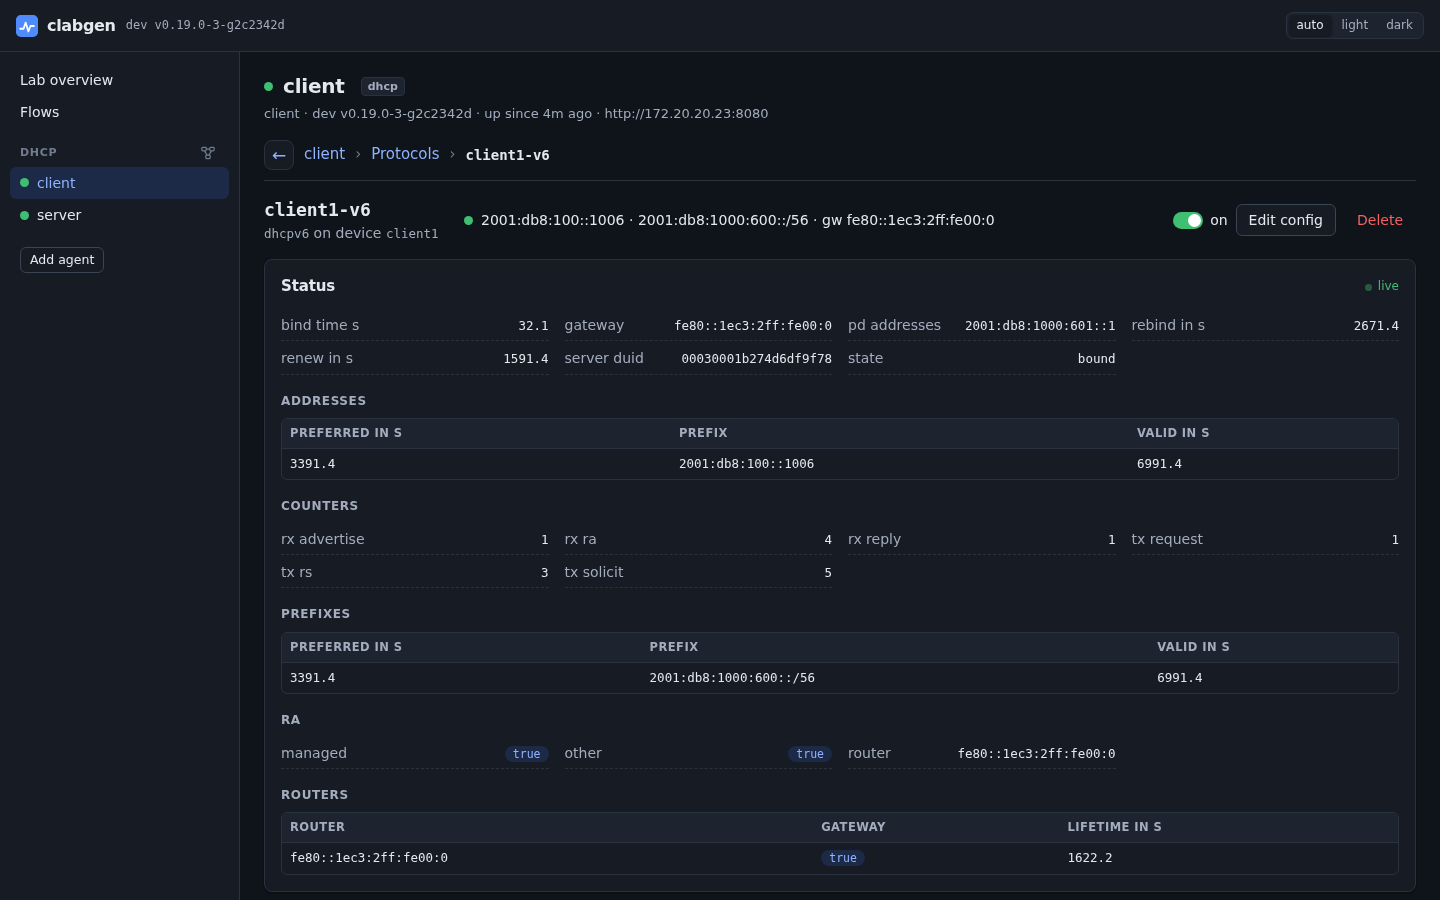 clabgen dev v0.19.0-3-g2c2342d auto light dark
Lab overview
Flows
DHCP
client
server
Add agent
client dhcp
client · dev v0.19.0-3-g2c2342d · up since 4m ago · http://172.20.20.23:8080
← client › Protocols › client1-v6
client1-v6
dhcpv6 on device client1
2001:db8:100::1006 · 2001:db8:1000:600::/56 · gw fe80::1ec3:2ff:fe00:0
on Edit config Delete
Status live
bind time s 32.1 gateway fe80::1ec3:2ff:fe00:0 pd addresses 2001:db8:1000:601::1 rebind in s 2671.4
renew in s 1591.4 server duid 00030001b274d6df9f78 state bound
ADDRESSES
PREFERRED IN S PREFIX VALID IN S
3391.4 2001:db8:100::1006 6991.4
COUNTERS
rx advertise 1 rx ra 4 rx reply 1 tx request 1
tx rs 3 tx solicit 5
PREFIXES
PREFERRED IN S PREFIX VALID IN S
3391.4 2001:db8:1000:600::/56 6991.4
RA
managed true other true router fe80::1ec3:2ff:fe00:0
ROUTERS
ROUTER GATEWAY LIFETIME IN S
fe80::1ec3:2ff:fe00:0 true 1622.2